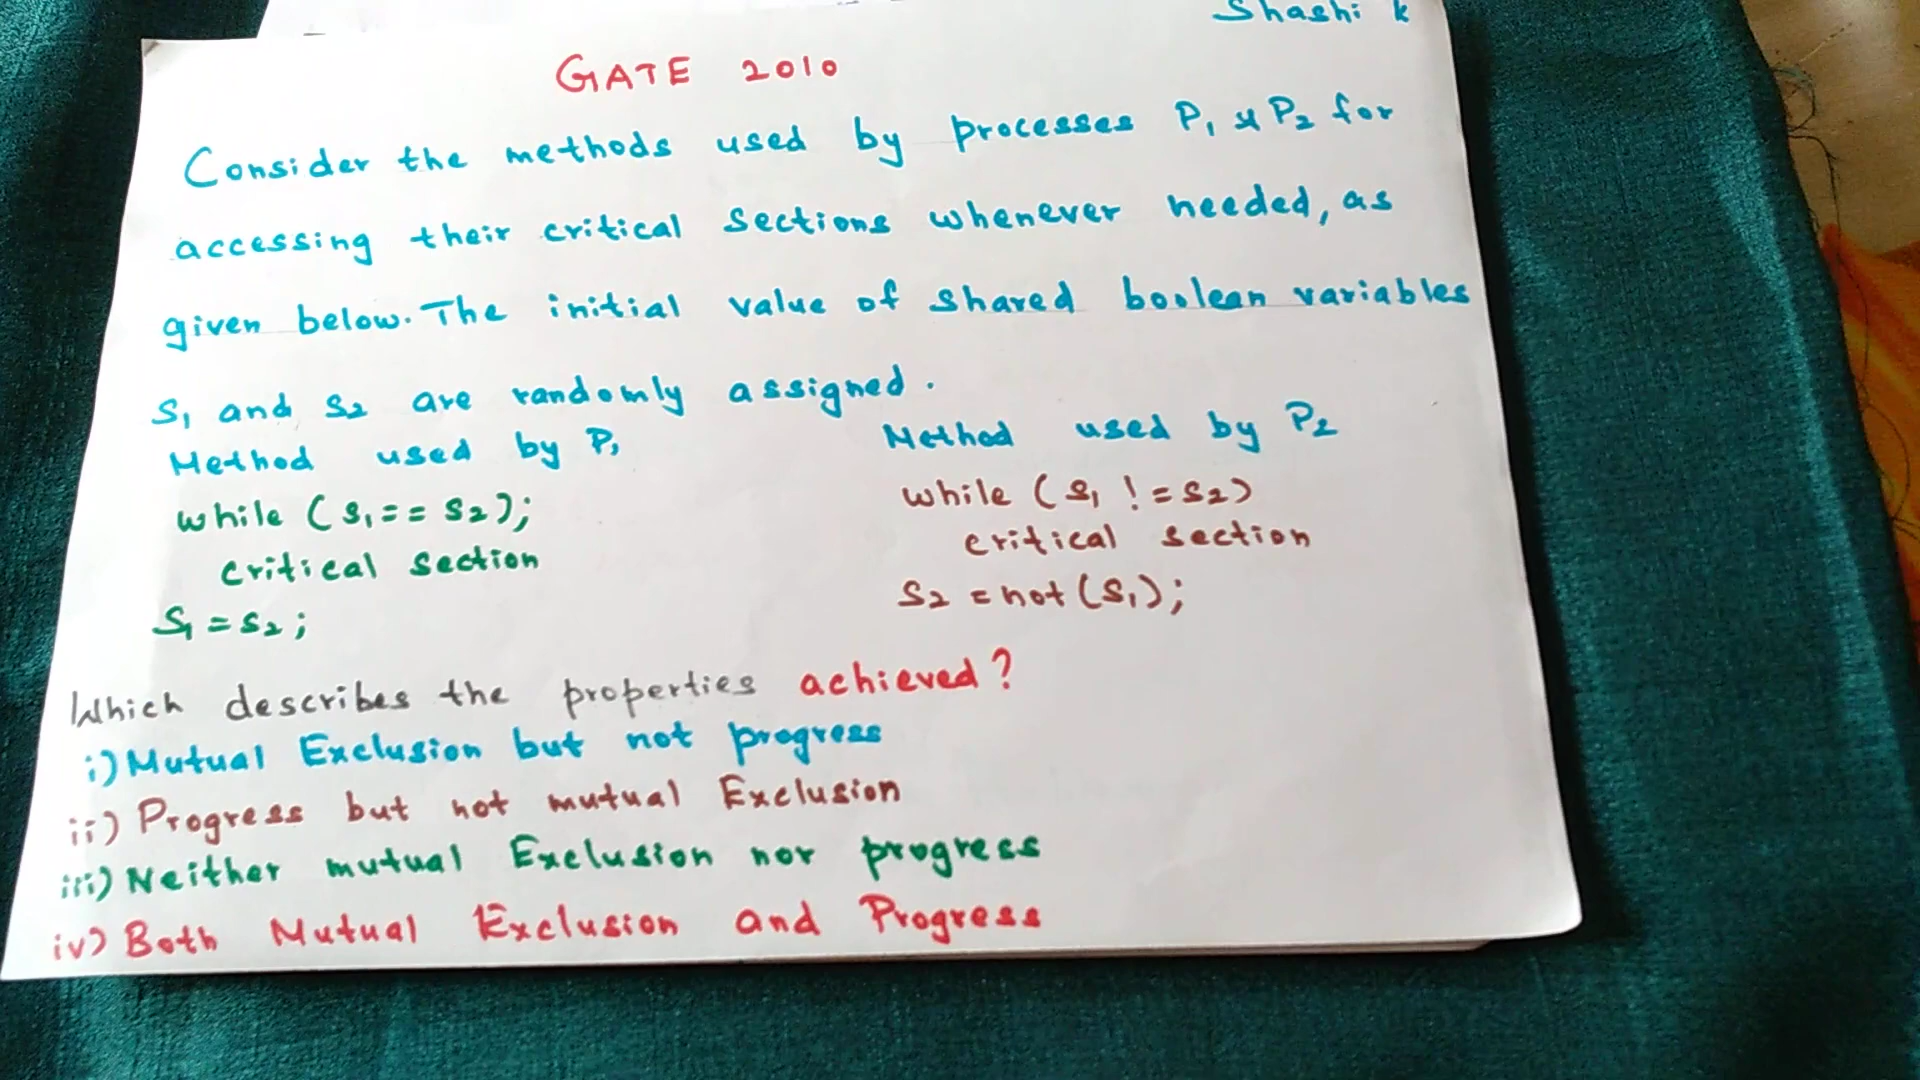 Shashi k
GATE 2010
Consider the methods used by processes P1 & P2 for
accessing their critical sections whenever needed, as
given below. The initial value of shared boolean variables
S1 and S2 are randomly assigned.
Method used by P1
while (S1 == S2);
critical section
S1 = S2;
Method used by P2
while (S1 != S2)
critical section
S2 = not (S1);
Which describes the properties achieved?
i) Mutual Exclusion but not progress
ii) Progress but not mutual Exclusion
iii) Neither mutual Exclusion nor progress
iv) Both Mutual Exclusion and Progress